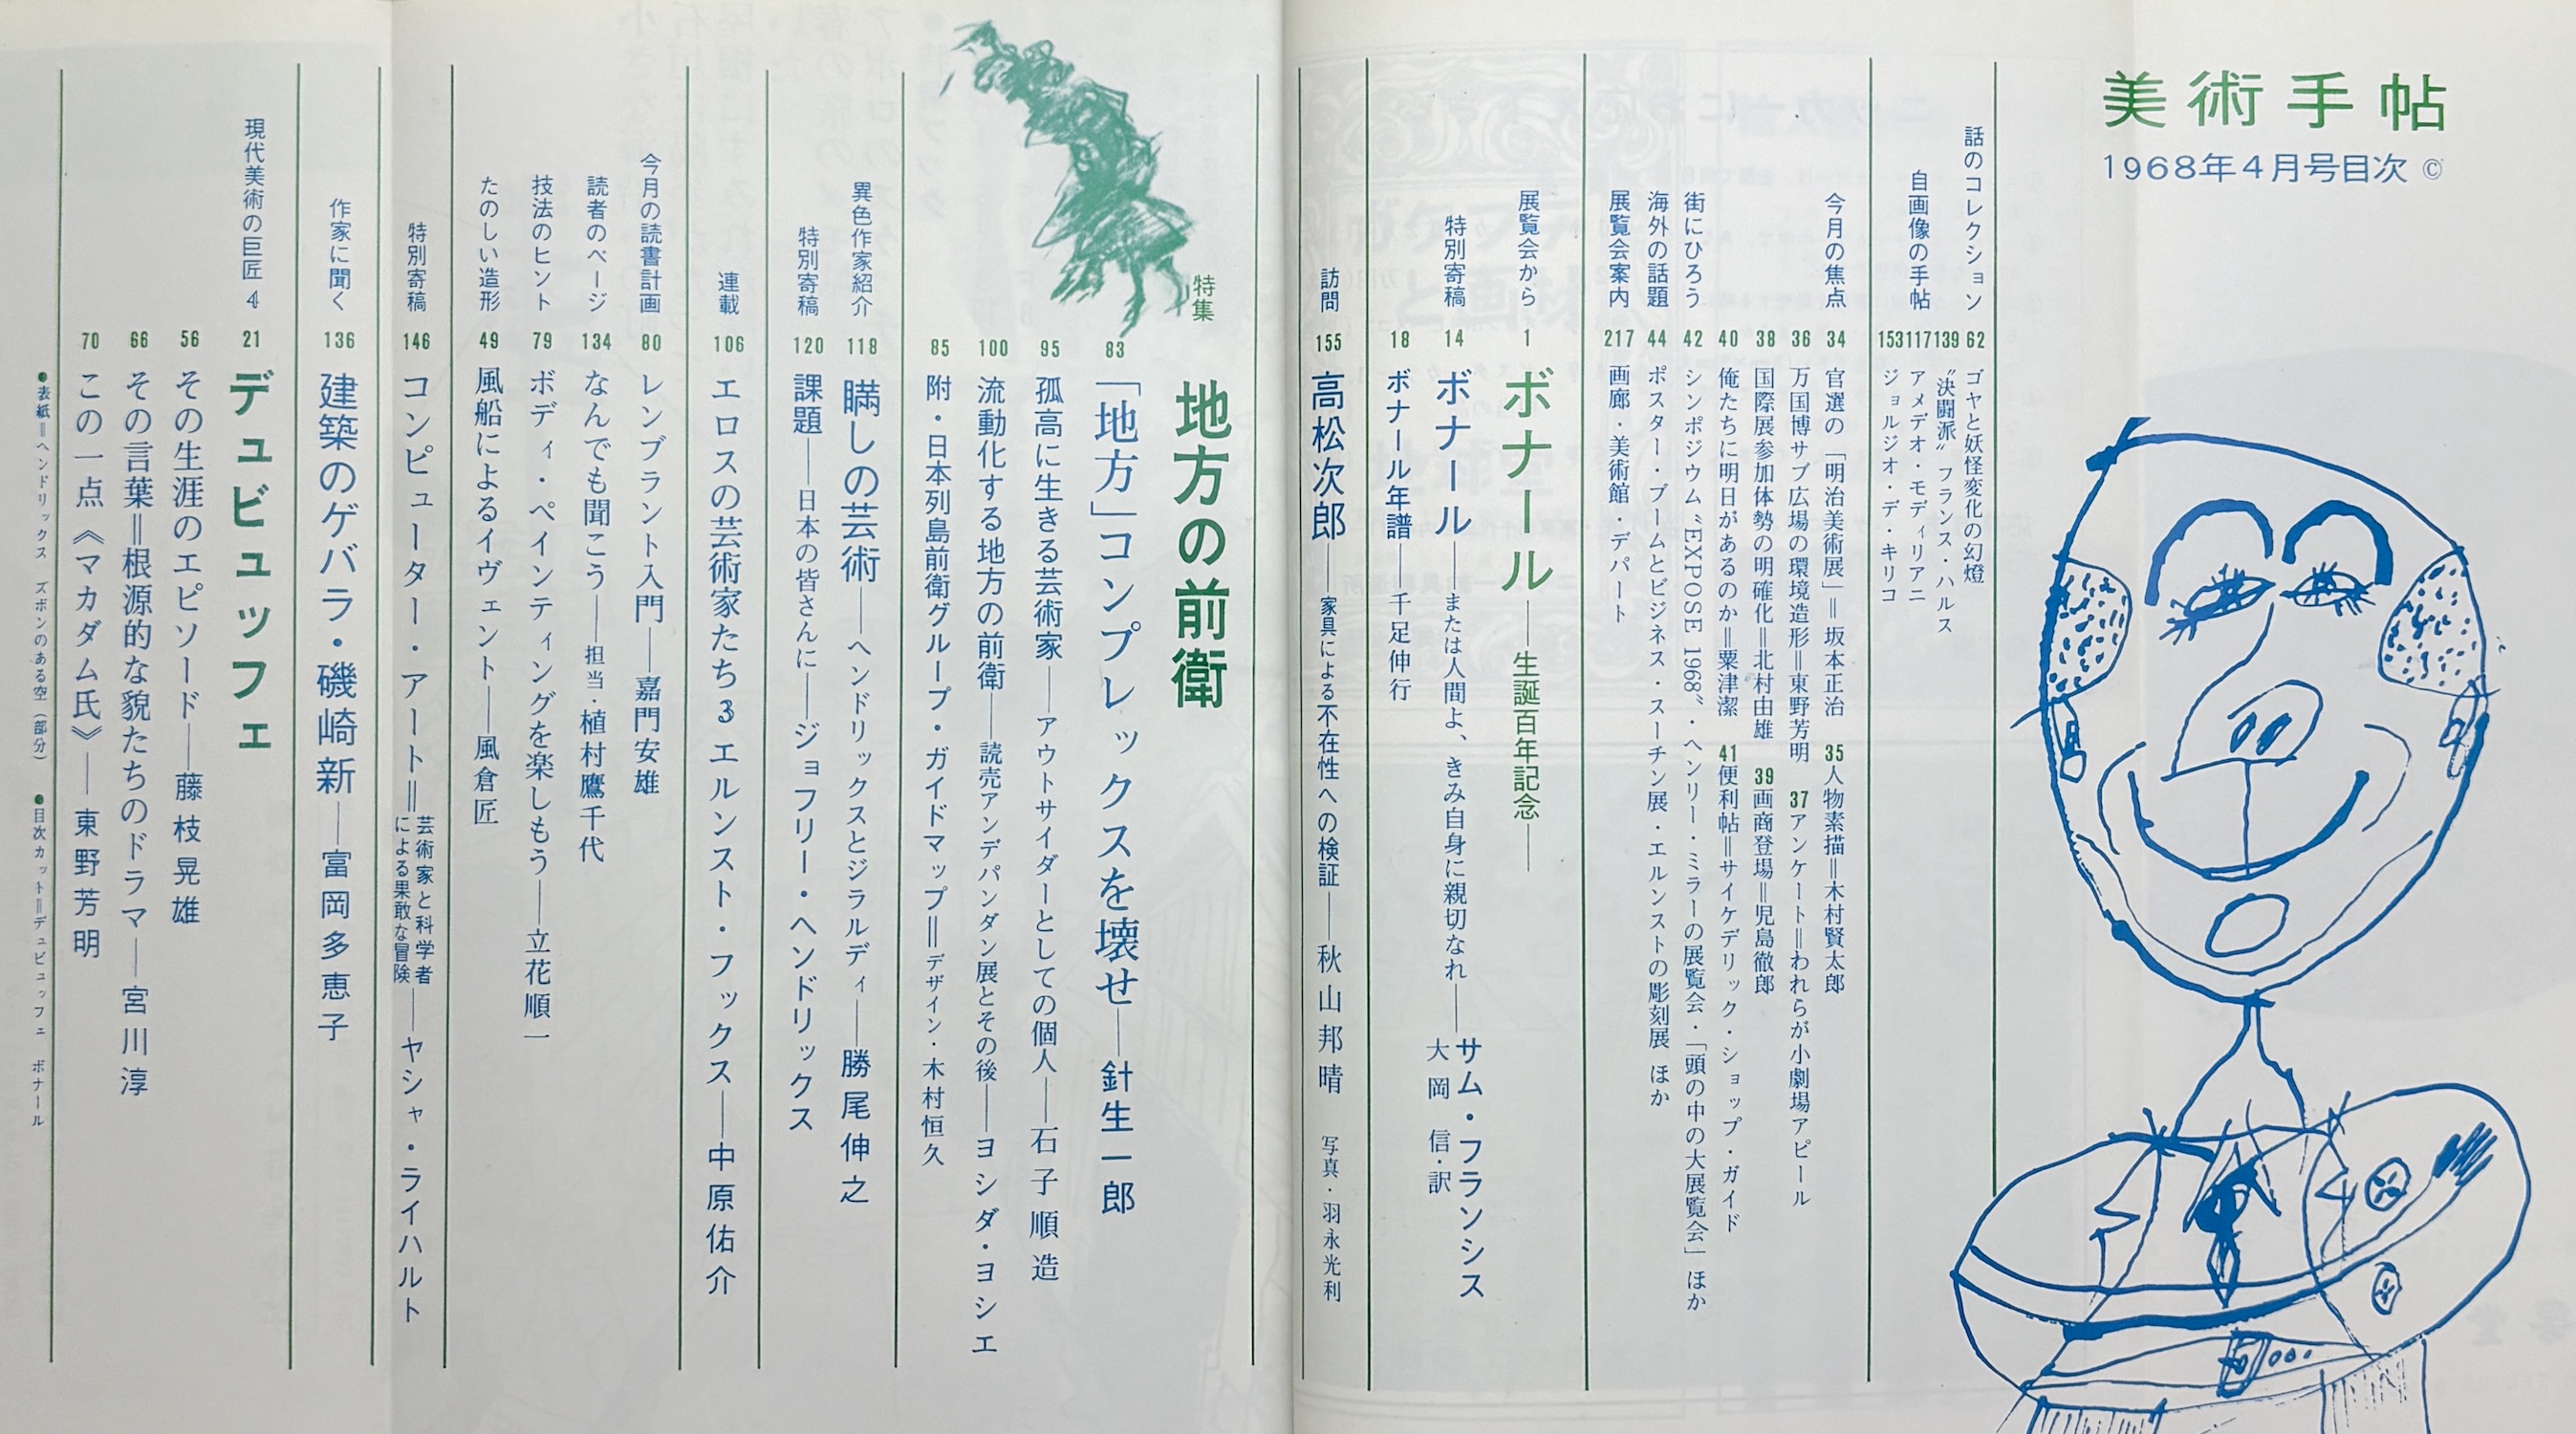 美術手帖
1968年4月号目次 ©
話のコレクション 62 ゴヤと妖怪変化の幻燈
139 〝決闘派〟フランス・ハルス
自画像の手帖 117 アメデオ・モディリアニ
153 ジョルジオ・デ・キリコ
今月の焦点 34 官選の「明治美術展」＝坂本正治 35 人物素描＝木村賢太郎
36 万国博サブ広場の環境造形＝東野芳明 37 アンケート＝われらが小劇場アピール
38 国際展参加体勢の明確化＝北村由雄 39 画商登場＝児島徹郎
40 俺たちに明日があるのか＝粟津潔 41 便利帖＝サイケデリック・ショップ・ガイド
街にひろう 42 シンポジウム〝EXPOSE 1968〟・ヘンリー・ミラーの展覧会・「頭の中の大展覧会」ほか
海外の話題 44 ポスター・ブームとビジネス・スーチン展・エルンストの彫刻展 ほか
展覧会案内 217 画廊・美術館・デパート
展覧会から 1 ボナール──生誕百年記念──
特別寄稿 14 ボナール──または人間よ、きみ自身に親切なれ──サム・フランシス
大岡 信・訳
18 ボナール年譜──千足伸行
訪問 155 高松次郎──家具による不在性への検証──秋山邦晴 写真・羽永光利
特集
地方の前衛
83 「地方」コンプレックスを壊せ──針生一郎
95 孤高に生きる芸術家──アウトサイダーとしての個人──石子順造
100 流動化する地方の前衛──読売アンデパンダン展とその後──ヨシダ・ヨシエ
85 附・日本列島前衛グループ・ガイドマップ＝デザイン・木村恒久
異色作家紹介 118 瞞しの芸術──ヘンドリックスとジラルディ──勝尾伸之
特別寄稿 120 課題──日本の皆さんに──ジョフリー・ヘンドリックス
連載 106 エロスの芸術家たち3 エルンスト・フックス──中原佑介
今月の読書計画 80 レンブラント入門──嘉門安雄
読者のページ 134 なんでも聞こう──担当・植村鷹千代
技法のヒント 79 ボディ・ペインティングを楽しもう──立花順一
たのしい造形 49 風船によるイヴェント──風倉匠
特別寄稿 146 コンピューター・アート＝芸術家と科学者による果敢な冒険──ヤシャ・ライハルト
作家に聞く 136 建築のゲバラ・磯崎新──富岡多恵子
現代美術の巨匠 4 21 デュビュッフェ
56 その生涯のエピソード──藤枝晃雄
66 その言葉＝根源的な貌たちのドラマ──宮川淳
70 この一点《マカダム氏》──東野芳明
●表紙＝ヘンドリックス ズボンのある空（部分） ●目次カット＝デュビュッフェ ボナール